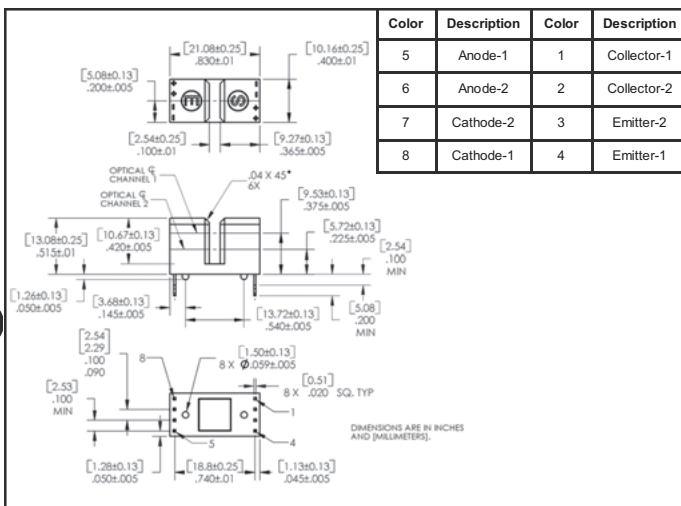 Color Description Color Description
5 Anode-1 1 Collector-1
6 Anode-2 2 Collector-2
7 Cathode-2 3 Emitter-2
8 Cathode-1 4 Emitter-1
[21.08±0.25]
.830±.01
[10.16±0.25]
.400±.01
[5.08±0.13]
.200±.005
E
S
[2.54±0.25]
.100±.01
[9.27±0.13]
.365±.005
OPTICAL ℄
CHANNEL 1
.04 X 45°
6X
OPTICAL ℄
CHANNEL 2
[9.53±0.13]
.375±.005
[13.08±0.25]
.515±.01
[10.67±0.13]
.420±.005
[5.72±0.13]
.225±.005
[2.54]
.100
MIN
[1.26±0.13]
.050±.005
[3.68±0.13]
.145±.005
[13.72±0.13]
.540±.005
[5.08]
.200
MIN
[2.54]
[2.29]
.100
.090
8
[1.50±0.13]
8 X Ø.059±.005
[0.51]
8 X .020 SQ. TYP
[2.53]
.100
MIN
1
5
4
DIMENSIONS ARE IN INCHES
AND [MILLIMETERS].
[1.28±0.13]
.050±.005
[18.8±0.25]
.740±.01
[1.13±0.13]
.045±.005